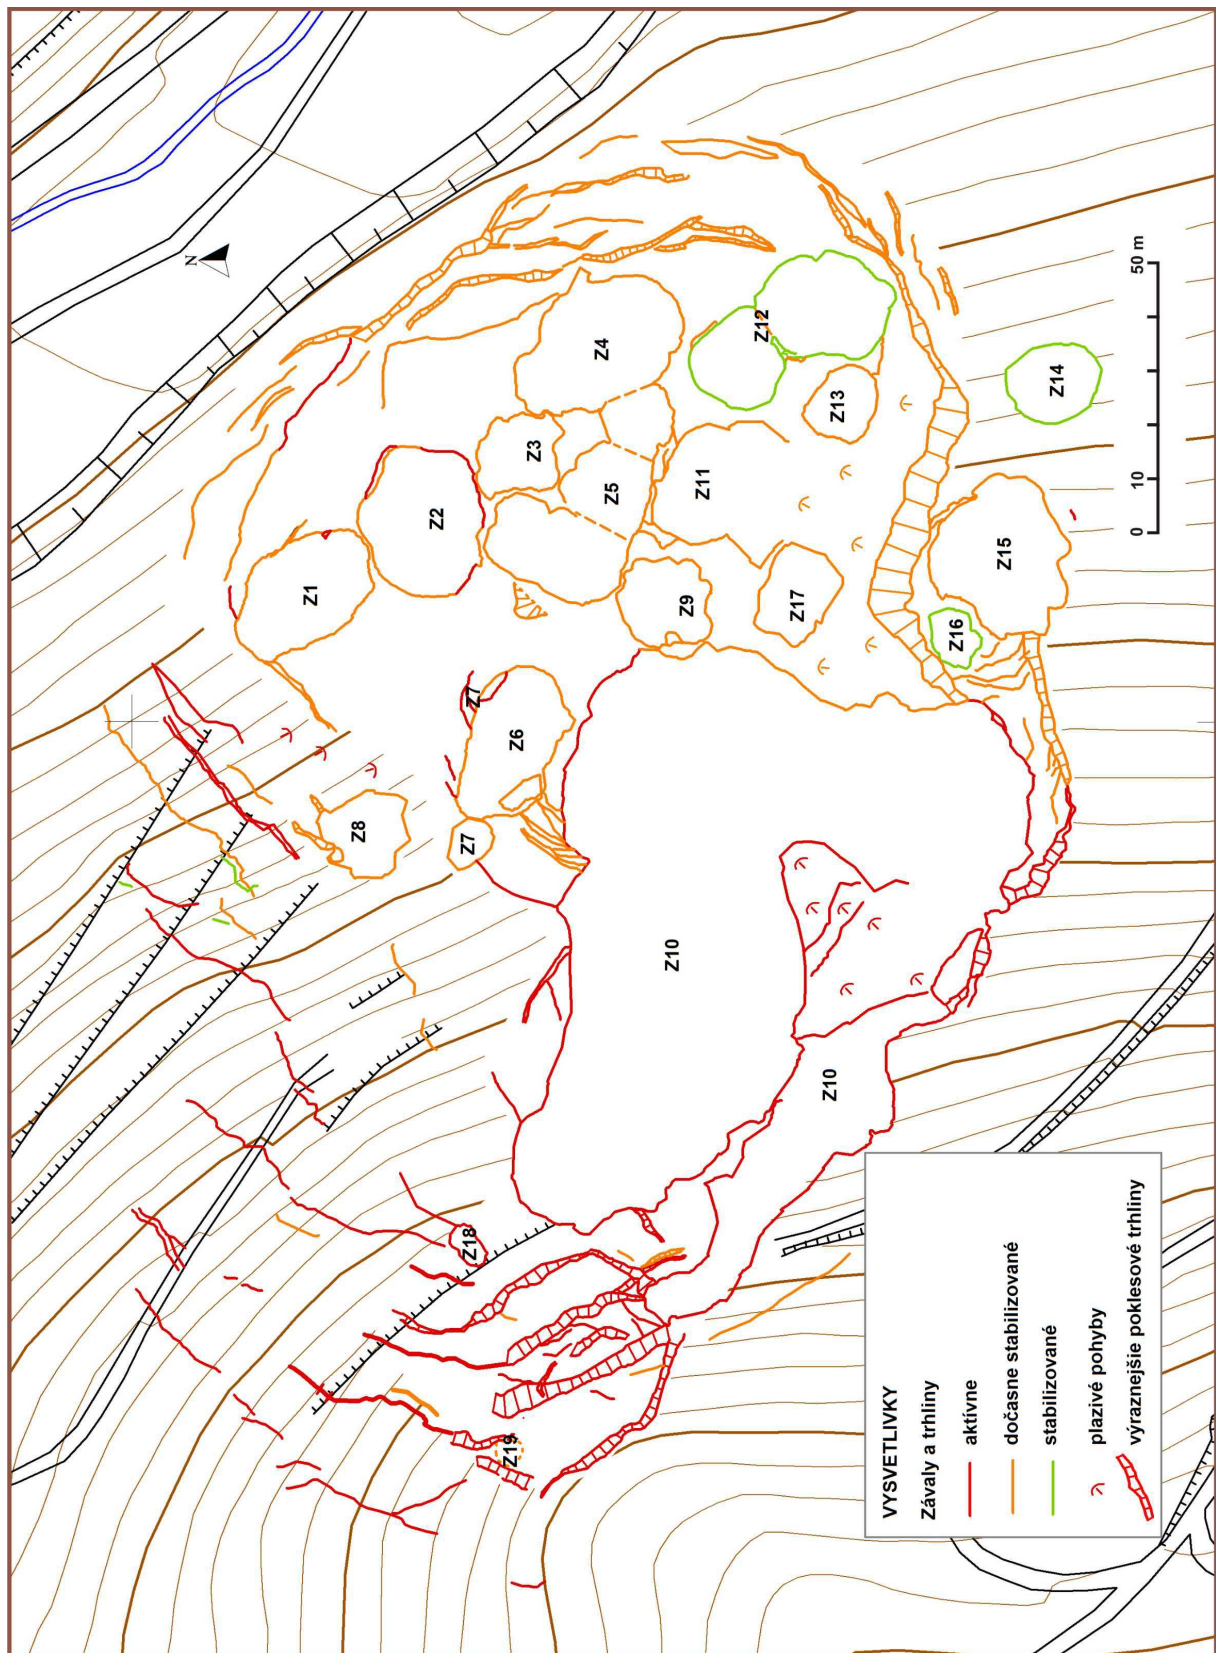 N
Z1
Z2
Z3
Z4
Z5
Z6
Z7
Z7
Z8
Z9
Z10
Z10
Z11
Z12
Z13
Z14
Z15
Z16
Z17
Z18
Z19
0 10 50 m
VYSVETLIVKY
Závaly a trhliny
aktívne
dočasne stabilizované
stabilizované
plazivé pohyby
výraznejšie poklesové trhliny